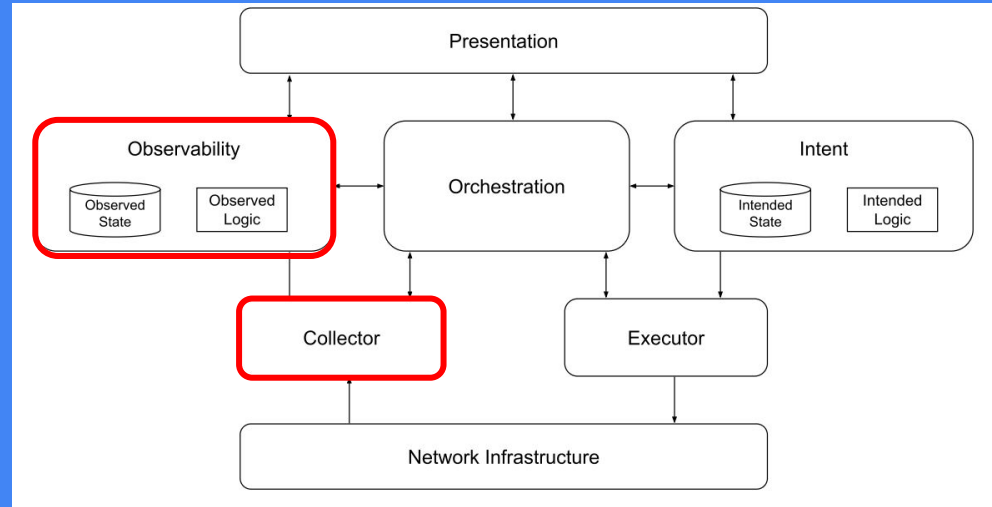 Presentation
Observability
Observed
State
Observed
Logic
Orchestration
Intent
Intended
State
Intended
Logic
Collector
Executor
Network Infrastructure